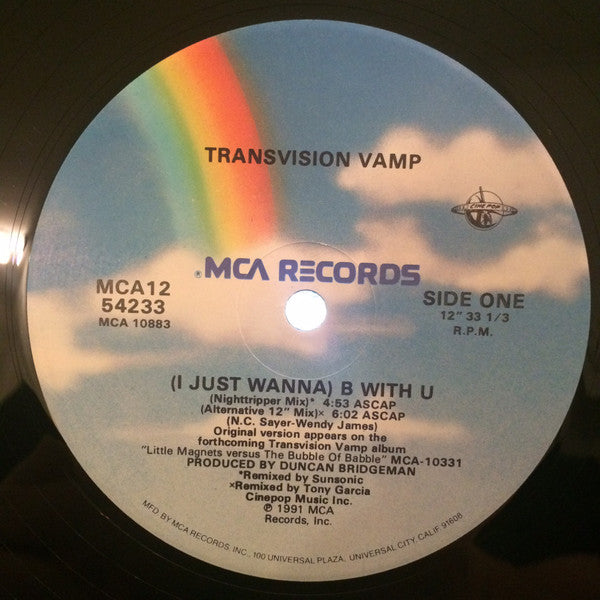 TRANSVISION VAMP
CINE POP
® MCA RECORDS
MCA12
54233
MCA 10883
SIDE ONE
12" 33 1/3
R.P.M.
(I JUST WANNA) B WITH U
(Nighttripper Mix)* 4:53 ASCAP
(Alternative 12" Mix)× 6:02 ASCAP
(N.C. Sayer-Wendy James)
Original version appears on the
forthcoming Transvision Vamp album
"Little Magnets versus The Bubble Of Babble" MCA-10331
PRODUCED BY DUNCAN BRIDGEMAN
*Remixed by Sunsonic
×Remixed by Tony Garcia
Cinepop Music Inc.
℗ 1991 MCA
Records, Inc.
MFD. BY MCA RECORDS, INC., 100 UNIVERSAL PLAZA, UNIVERSAL CITY, CALIF. 91608